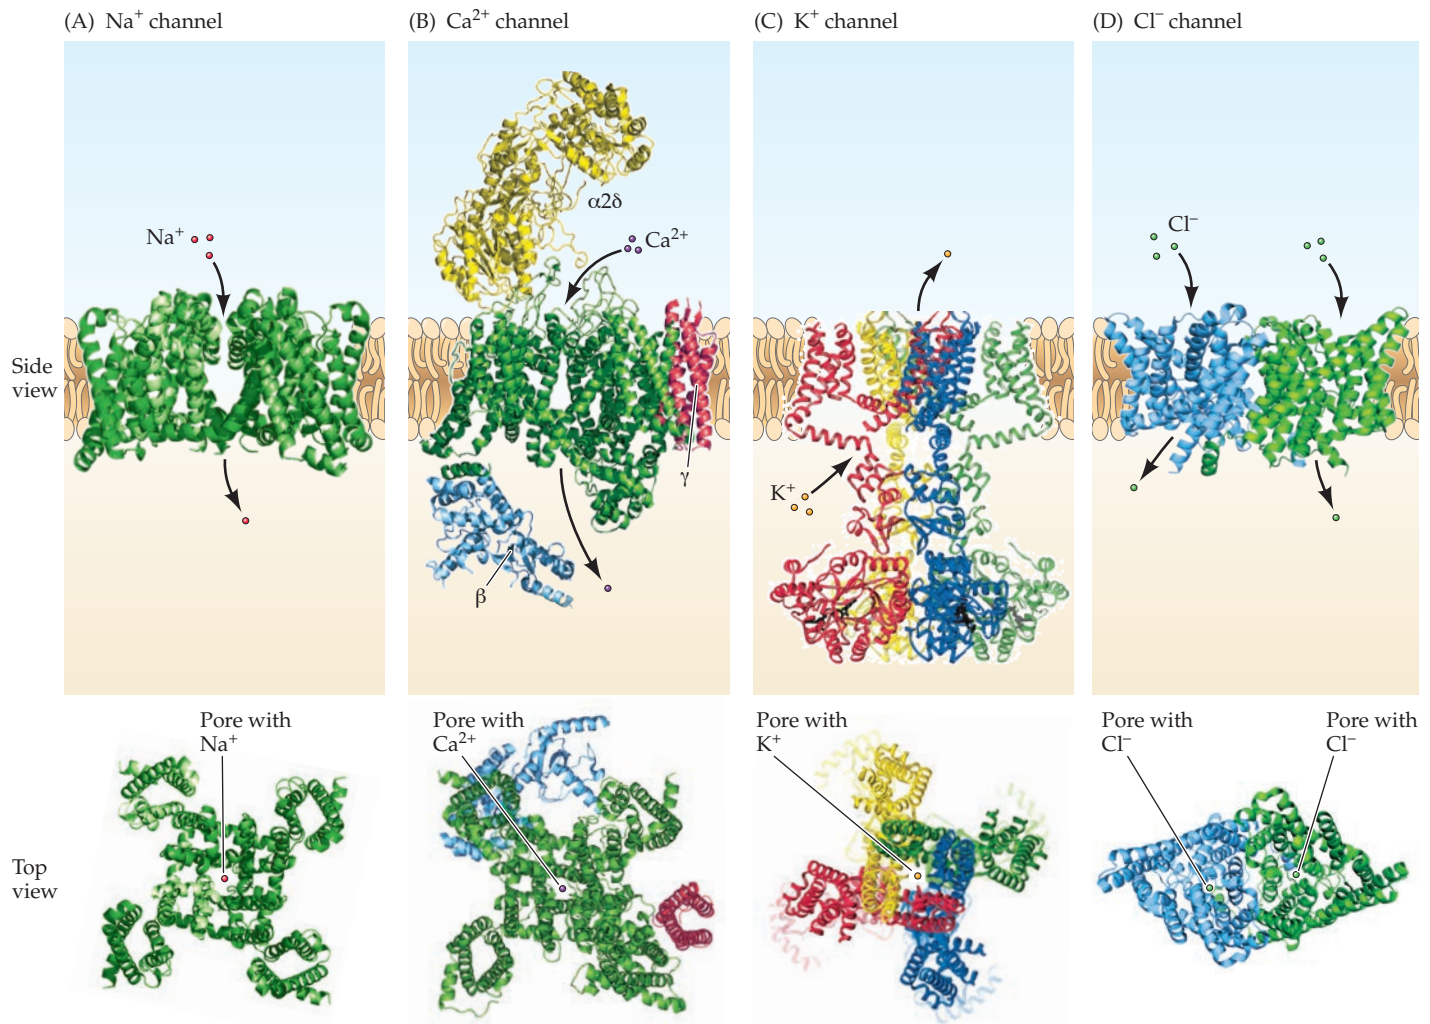 (A) Na⁺ channel
(B) Ca²⁺ channel
(C) K⁺ channel
(D) Cl⁻ channel
Side
view
Na⁺
α2δ
Ca²⁺
γ
β
K⁺
Cl⁻
Top
view
Pore with
Na⁺
Pore with
Ca²⁺
Pore with
K⁺
Pore with
Cl⁻
Pore with
Cl⁻